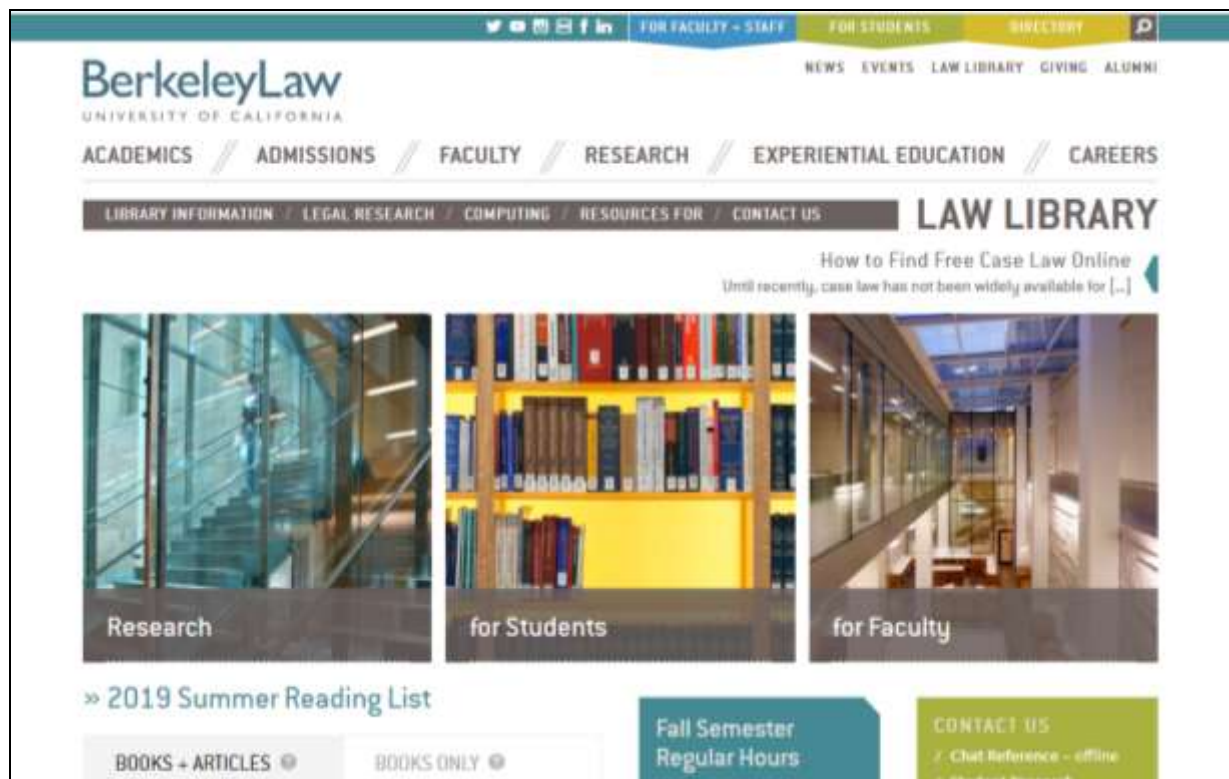 FOR FACULTY + STAFF FOR STUDENTS DIRECTORY
NEWS EVENTS LAW LIBRARY GIVING ALUMNI
BerkeleyLaw
UNIVERSITY OF CALIFORNIA
ACADEMICS // ADMISSIONS // FACULTY // RESEARCH // EXPERIENTIAL EDUCATION // CAREERS
LIBRARY INFORMATION / LEGAL RESEARCH / COMPUTING / RESOURCES FOR / CONTACT US
LAW LIBRARY
How to Find Free Case Law Online
Until recently, case law has not been widely available for [...]
Research
for Students
for Faculty
» 2019 Summer Reading List
BOOKS + ARTICLES
BOOKS ONLY
Fall Semester
Regular Hours
CONTACT US
/ Chat Reference - offline